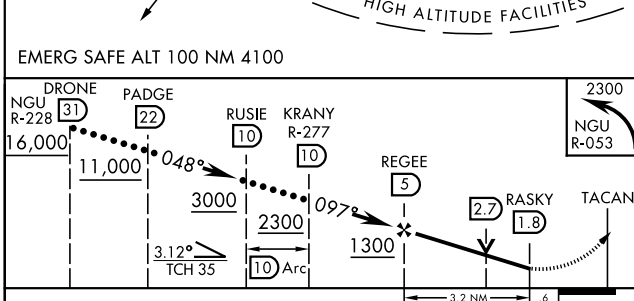 HIGH ALTITUDE FACILITIES
EMERG SAFE ALT 100 NM 4100
DRONE
NGU
R-228
31
16,000
PADGE
22
11,000
048°
RUSIE
10
3000
KRANY
R-277
10
2300
097°
REGEE
5
1300
2.7
RASKY
1.8
TACAN
2300
NGU
R-053
3.12°
TCH 35
10 Arc
3.2 NM
.6